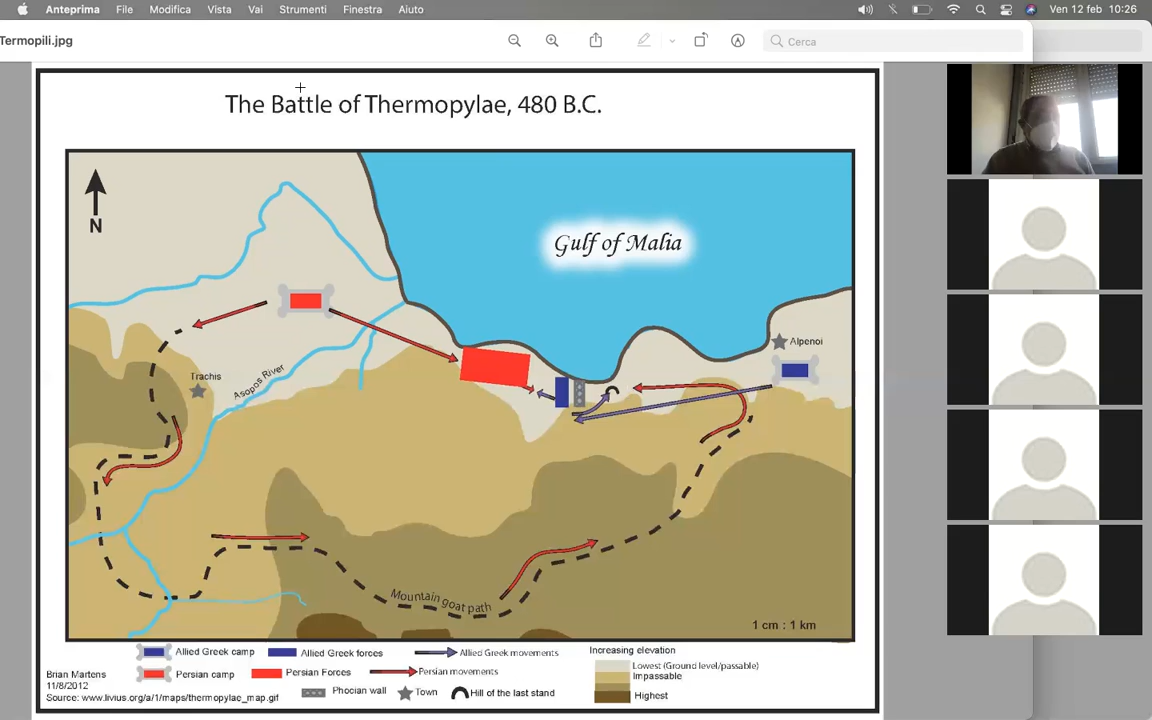 Anteprima File Modifica Vista Vai Strumenti Finestra Aiuto Ven 12 feb 10:26
Termopili.jpg
Cerca
The Battle of Thermopylae, 480 B.C.
N
Gulf of Malia
Alpenoi
Trachis
Asopos River
Mountain goat path
1 cm : 1 km
Allied Greek camp Allied Greek forces Allied Greek movements
Persian camp Persian Forces Persian movements
Phocian wall Town Hill of the last stand
Increasing elevation
Lowest (Ground level/passable)
Impassable
Highest
Brian Martens
11/8/2012
Source: www.livius.org/a/1/maps/thermopylae_map.gif